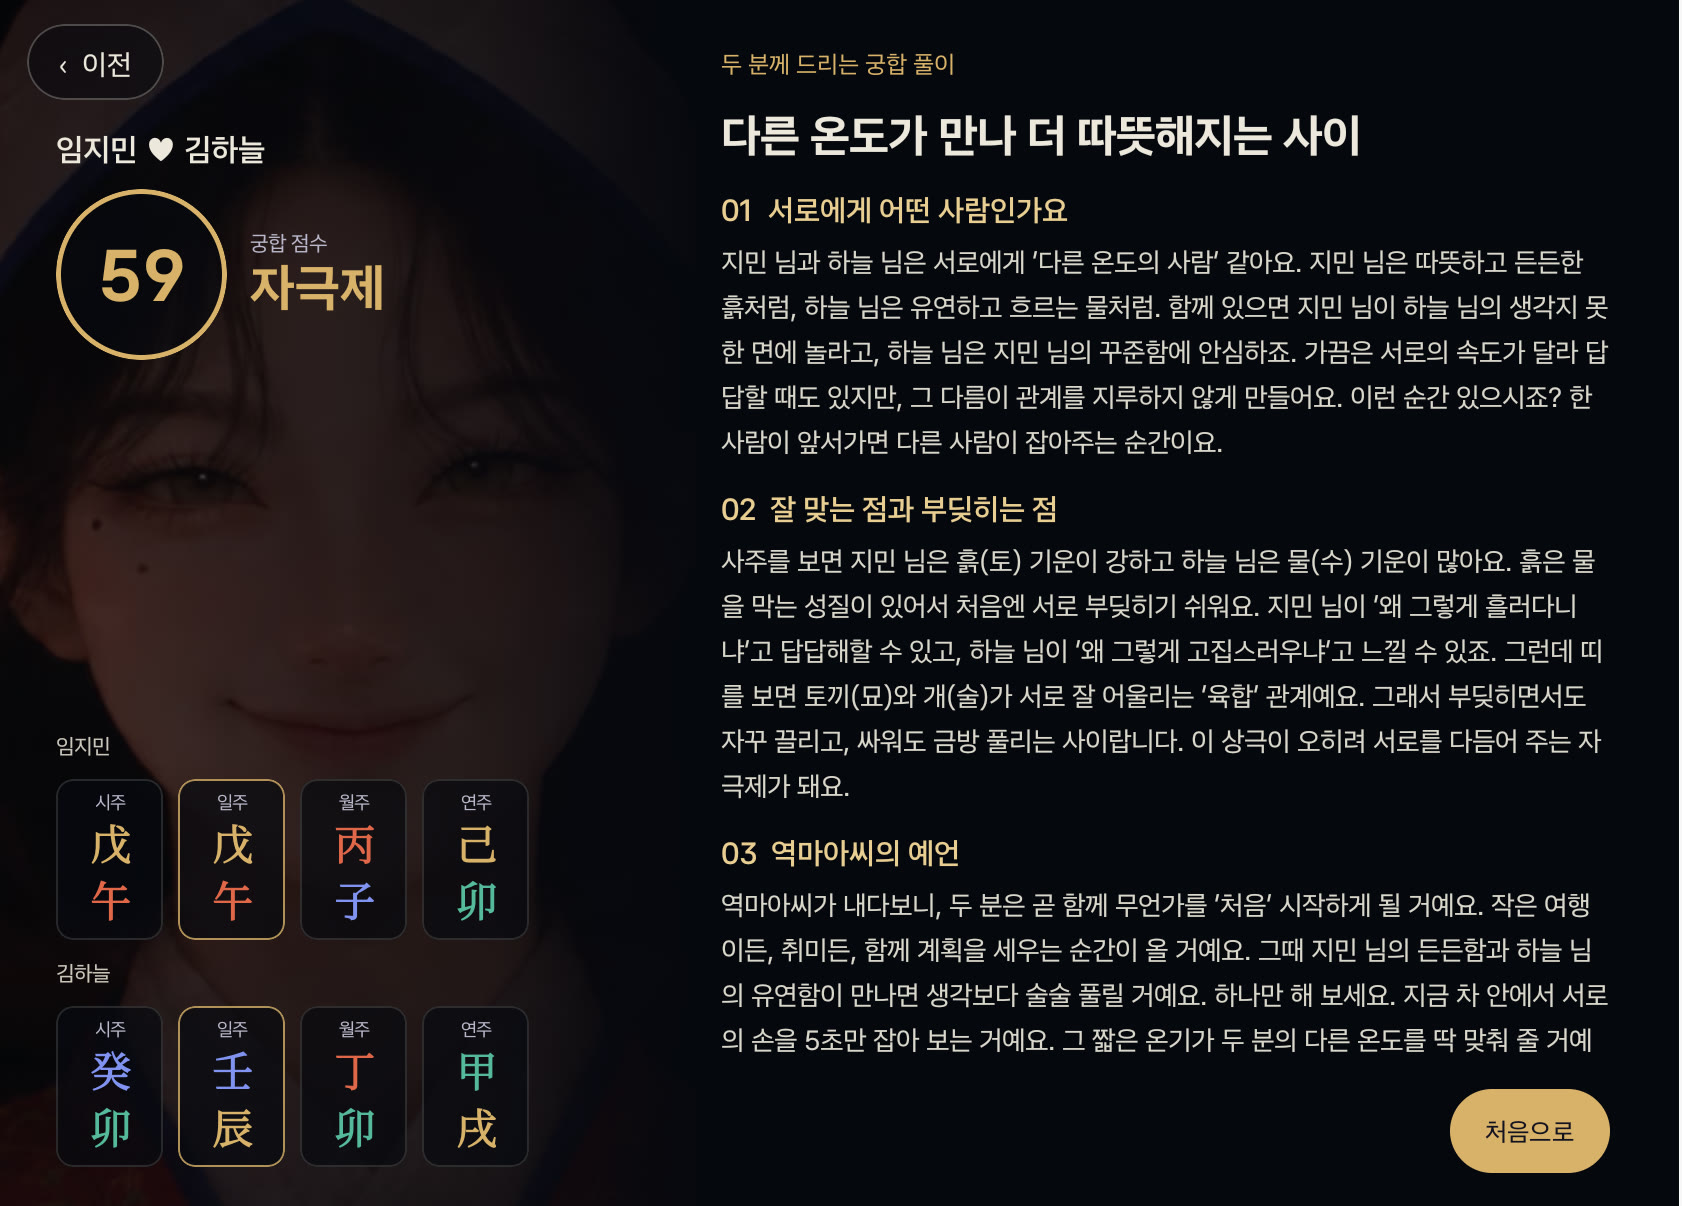 ‹ 이전
임지민 ♥ 김하늘
59
궁합 점수
자극제
임지민
시주 일주 월주 연주
戊 戊 丙 己
午 午 子 卯
김하늘
시주 일주 월주 연주
癸 壬 丁 甲
卯 辰 卯 戌
두 분께 드리는 궁합 풀이
다른 온도가 만나 더 따뜻해지는 사이
01 서로에게 어떤 사람인가요
지민 님과 하늘 님은 서로에게 '다른 온도의 사람' 같아요. 지민 님은 따뜻하고 든든한
흙처럼, 하늘 님은 유연하고 흐르는 물처럼. 함께 있으면 지민 님이 하늘 님의 생각지 못
한 면에 놀라고, 하늘 님은 지민 님의 꾸준함에 안심하죠. 가끔은 서로의 속도가 달라 답
답할 때도 있지만, 그 다름이 관계를 지루하지 않게 만들어요. 이런 순간 있으시죠? 한
사람이 앞서가면 다른 사람이 잡아주는 순간이요.
02 잘 맞는 점과 부딪히는 점
사주를 보면 지민 님은 흙(토) 기운이 강하고 하늘 님은 물(수) 기운이 많아요. 흙은 물
을 막는 성질이 있어서 처음엔 서로 부딪히기 쉬워요. 지민 님이 '왜 그렇게 흘러다니
냐'고 답답해할 수 있고, 하늘 님이 '왜 그렇게 고집스러우냐'고 느낄 수 있죠. 그런데 띠
를 보면 토끼(묘)와 개(술)가 서로 잘 어울리는 '육합' 관계예요. 그래서 부딪히면서도
자꾸 끌리고, 싸워도 금방 풀리는 사이랍니다. 이 상극이 오히려 서로를 다듬어 주는 자
극제가 돼요.
03 역마아씨의 예언
역마아씨가 내다보니, 두 분은 곧 함께 무언가를 '처음' 시작하게 될 거예요. 작은 여행
이든, 취미든, 함께 계획을 세우는 순간이 올 거예요. 그때 지민 님의 든든함과 하늘 님
의 유연함이 만나면 생각보다 술술 풀릴 거예요. 하나만 해 보세요. 지금 차 안에서 서로
의 손을 5초만 잡아 보는 거예요. 그 짧은 온기가 두 분의 다른 온도를 딱 맞춰 줄 거예
처음으로